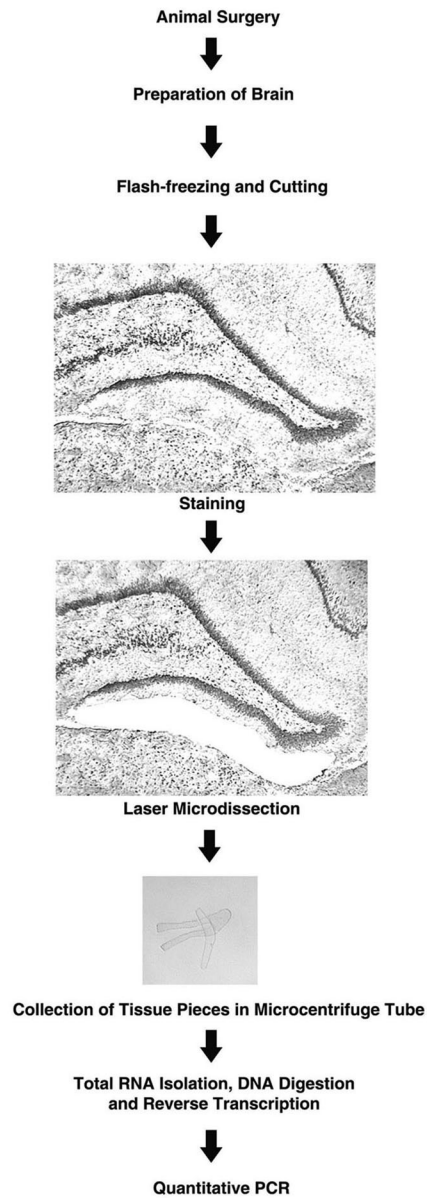 Animal Surgery
Preparation of Brain
Flash-freezing and Cutting
Staining
Laser Microdissection
Collection of Tissue Pieces in Microcentrifuge Tube
Total RNA Isolation, DNA Digestion
and Reverse Transcription
Quantitative PCR